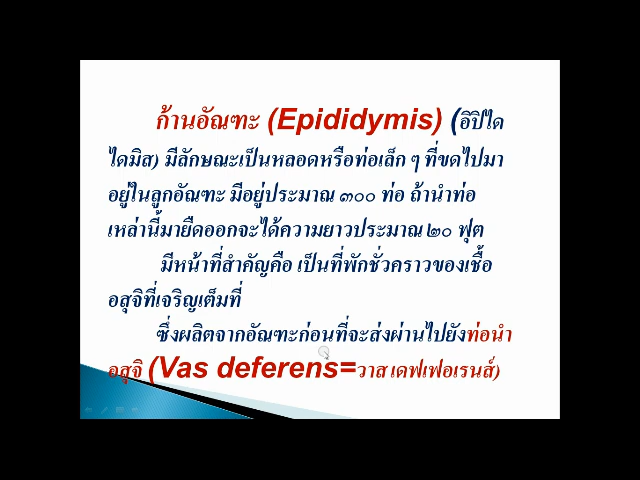 ก้านอัณฑะ (Epididymis) (อิปิได
ไดมิส) มีลักษณะเป็นหลอดหรือท่อเล็ก ๆ ที่ขดไปมา
อยู่ในลูกอัณฑะ มีอยู่ประมาณ ๓๐๐ ท่อ ถ้านำท่อ
เหล่านี้มายืดออกจะได้ความยาวประมาณ ๒๐ ฟุต
มีหน้าที่สำคัญคือ เป็นที่พักชั่วคราวของเชื้อ
อสุจิที่เจริญเต็มที่
ซึ่งผลิตจากอัณฑะก่อนที่จะส่งผ่านไปยังท่อนำ
อสุจิ (Vas deferens=วาส เดฟเฟอเรนส์)